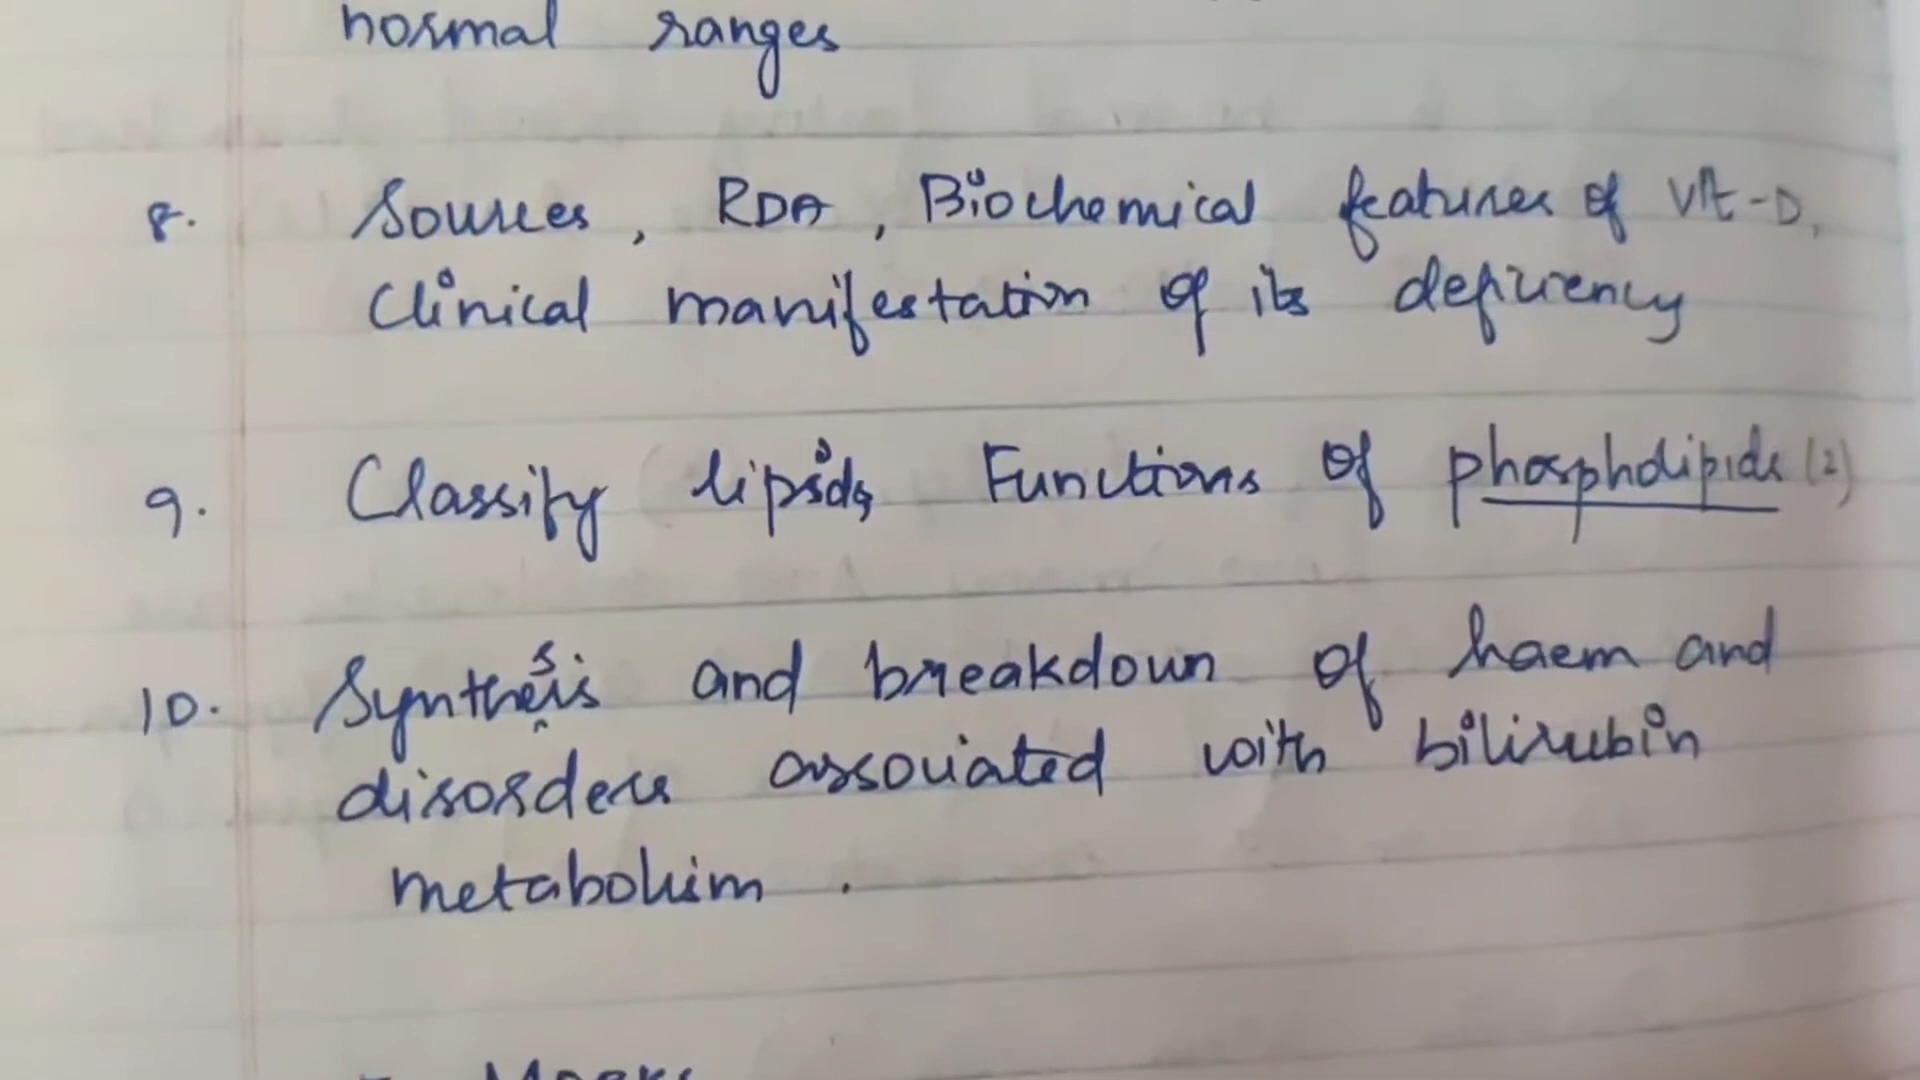 normal ranges
8. Sources, RDA, Biochemical features of Vit-D,
Clinical manifestation of its deficiency
9. Classify lipids, Functions of phospholipids (2)
10. Synthesis and breakdown of haem and
disorders associated with bilirubin
metabolism.
Marks